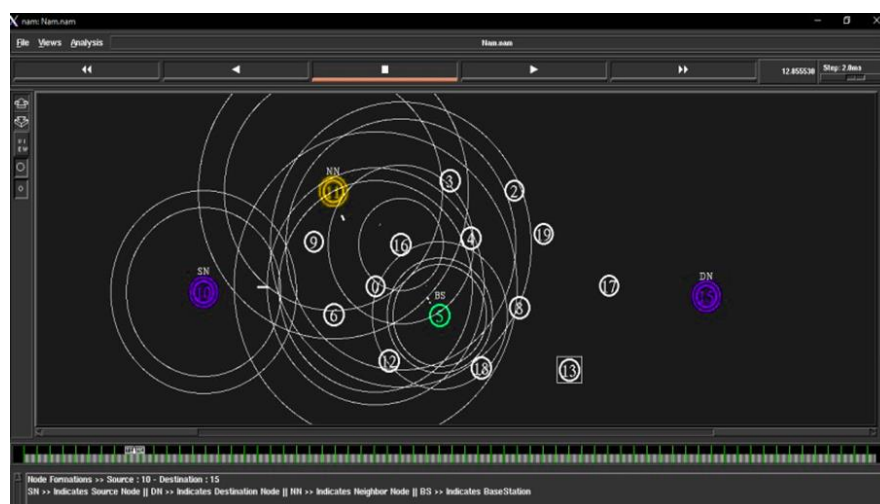 nam: Nam.nam
File Views Analysis Nam.nam
12.855530 Step: 2.0ms
NN
11 3 2
19
9 16 4
SN DN
10 0 17 15
BS
6 5 8
12 18 13
Node Formations >> Source : 10 - Destination : 15
SN >> Indicates Source Node || DN >> Indicates Destination Node || NN >> Indicates Neighbor Node || BS >> Indicates BaseStation